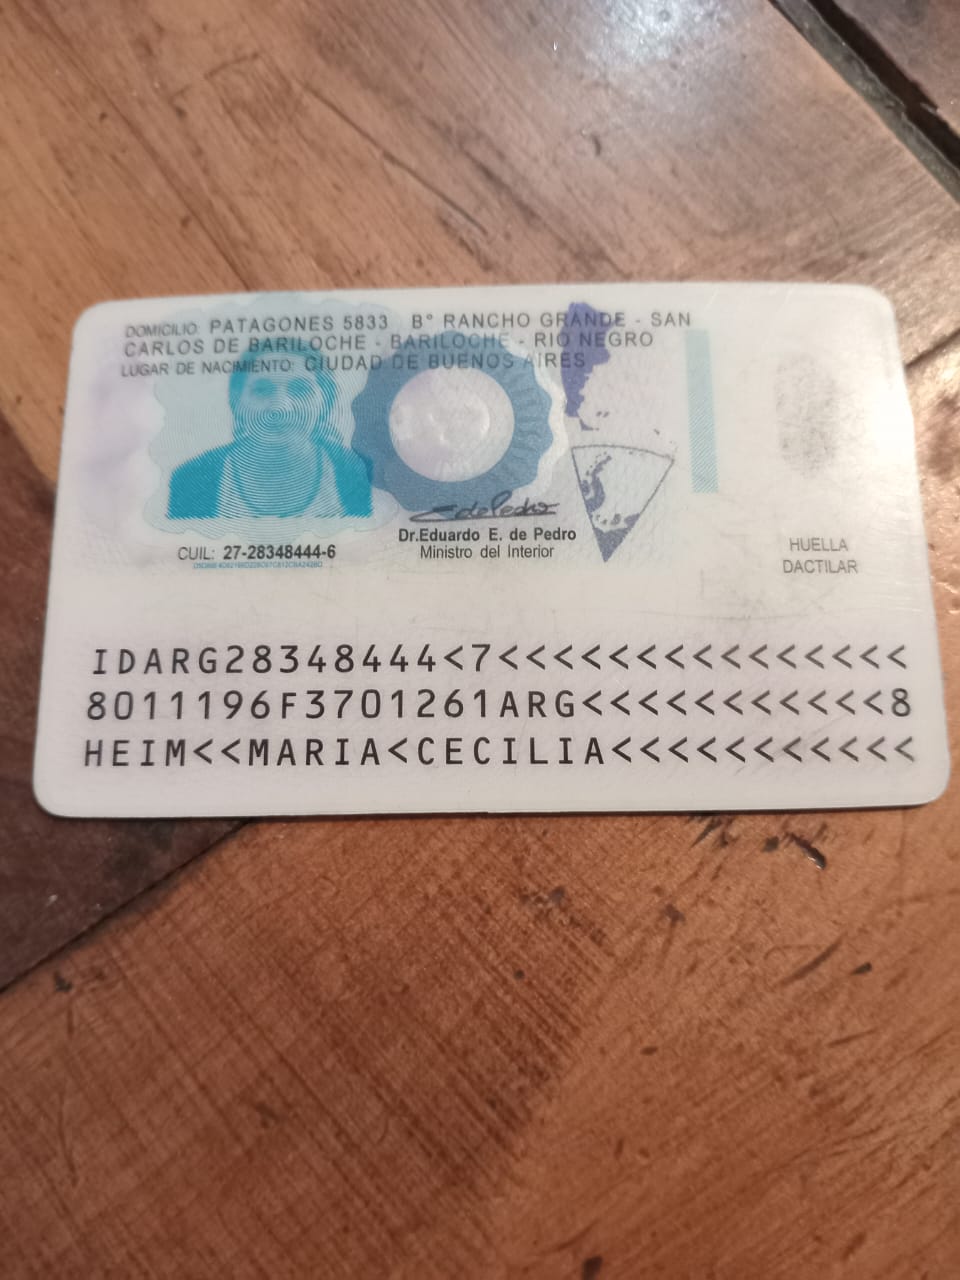 DOMICILIO: PATAGONES 5833 B° RANCHO GRANDE - SAN
CARLOS DE BARILOCHE - BARILOCHE - RIO NEGRO
LUGAR DE NACIMIENTO: CIUDAD DE BUENOS AIRES
Dr.Eduardo E. de Pedro
Ministro del Interior
CUIL: 27-28348444-6
HUELLA
DACTILAR
IDARG28348444<7<<<<<<<<<<<<<<<
8011196F3701261ARG<<<<<<<<<<<8
HEIM<<MARIA<CECILIA<<<<<<<<<<<